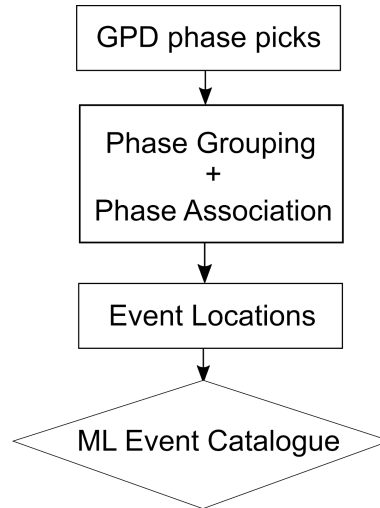 GPD phase picks
Phase Grouping
+
Phase Association
Event Locations
ML Event Catalogue